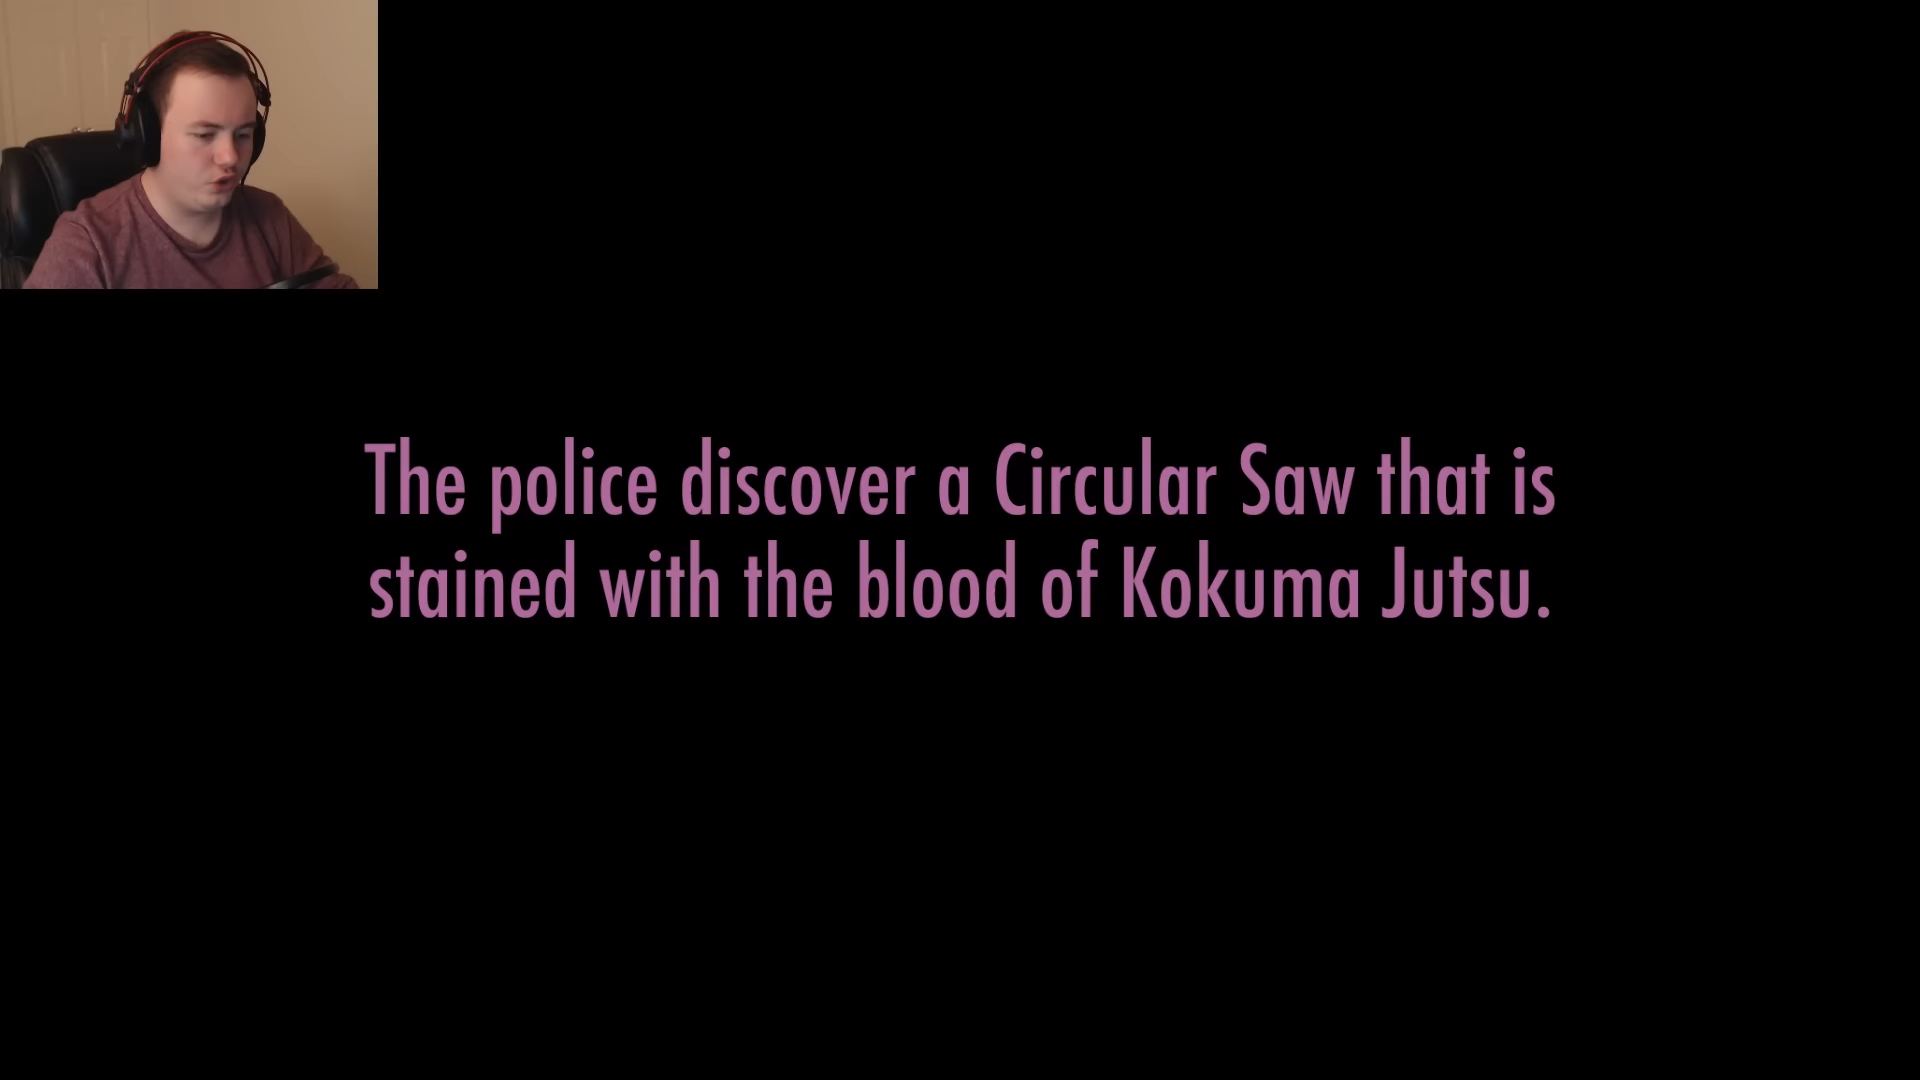 The police discover a Circular Saw that is
stained with the blood of Kokuma Jutsu.